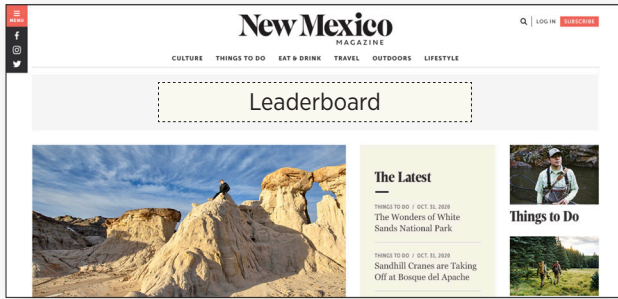 MENU
New Mexico
MAGAZINE
LOG IN
SUBSCRIBE
CULTURE THINGS TO DO EAT & DRINK TRAVEL OUTDOORS LIFESTYLE
Leaderboard
The Latest
THINGS TO DO / OCT. 31, 2020
The Wonders of White
Sands National Park
THINGS TO DO / OCT. 31, 2020
Sandhill Cranes are Taking
Off at Bosque del Apache
Things to Do